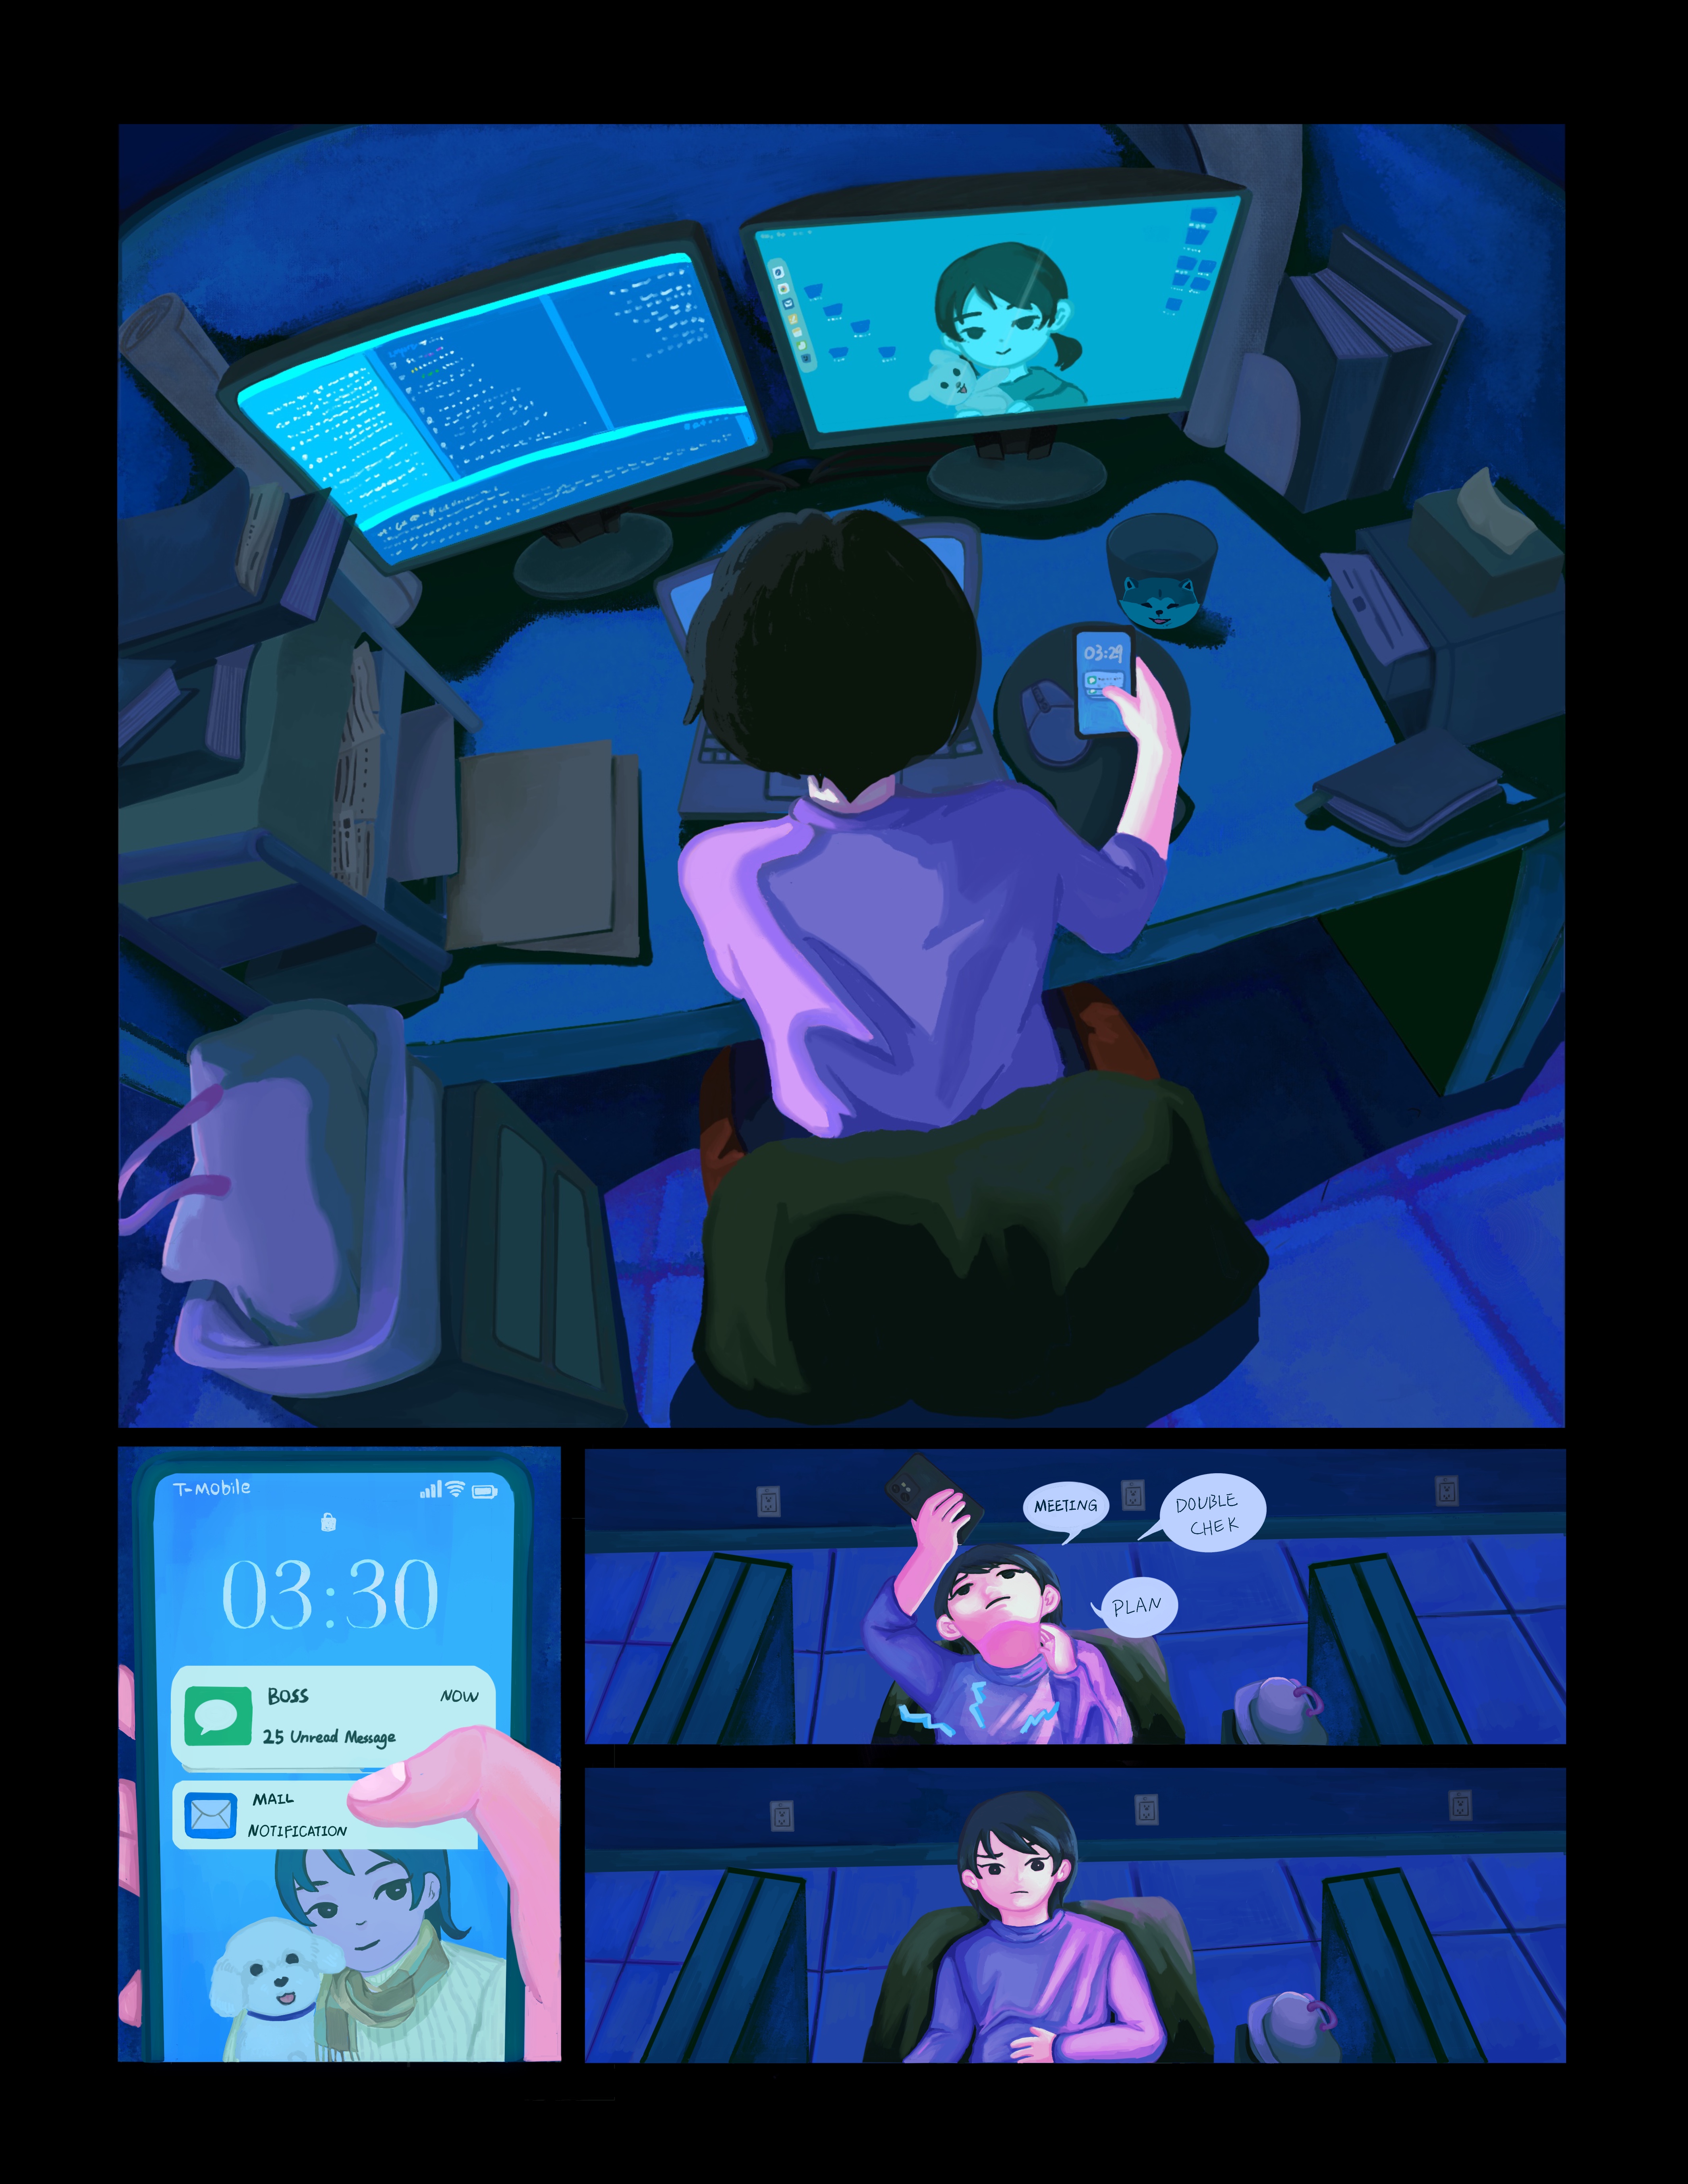 03:29
T-Mobile
03:30
BOSS NOW
25 Unread Message
MAIL
NOTIFICATION
MEETING
DOUBLE
CHEK
PLAN